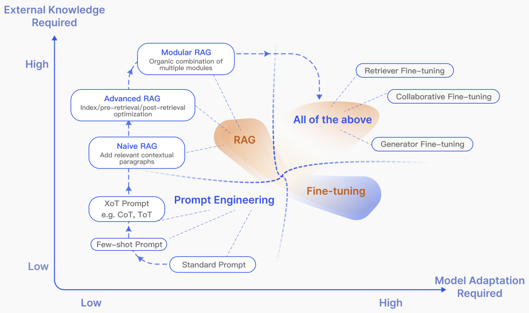 External Knowledge
Required
High
Low
Modular RAG
Organic combination of
multiple modules
Advanced RAG
Index/pre-retrieval/post-retrieval
optimization
Naive RAG
Add relevant contextual
paragraphs
XoT Prompt
e.g. CoT, ToT
Few-shot Prompt
Standard Prompt
Prompt Engineering
RAG
All of the above
Fine-tuning
Retriever Fine-tuning
Collaborative Fine-tuning
Generator Fine-tuning
Low
High
Model Adaptation
Required